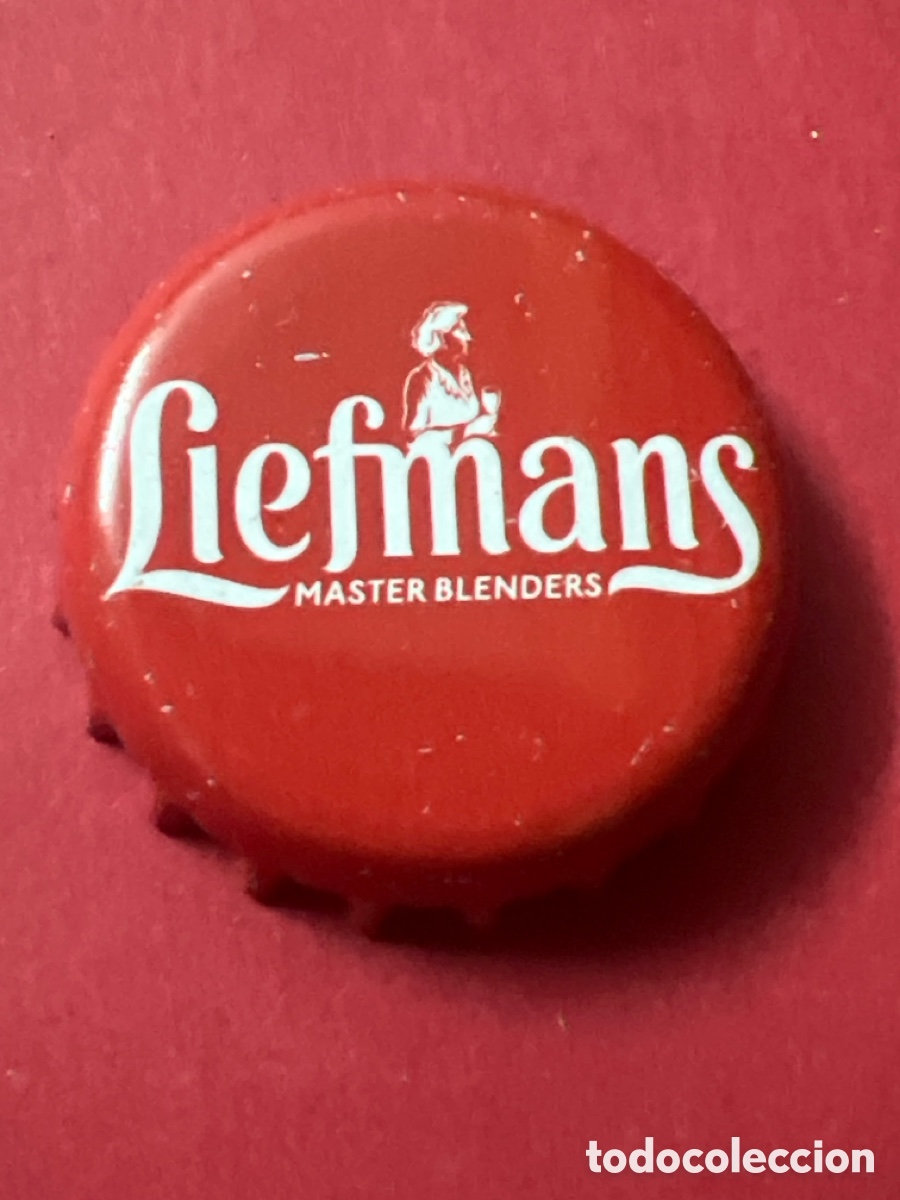 Liefmans
MASTER BLENDERS
todocoleccion